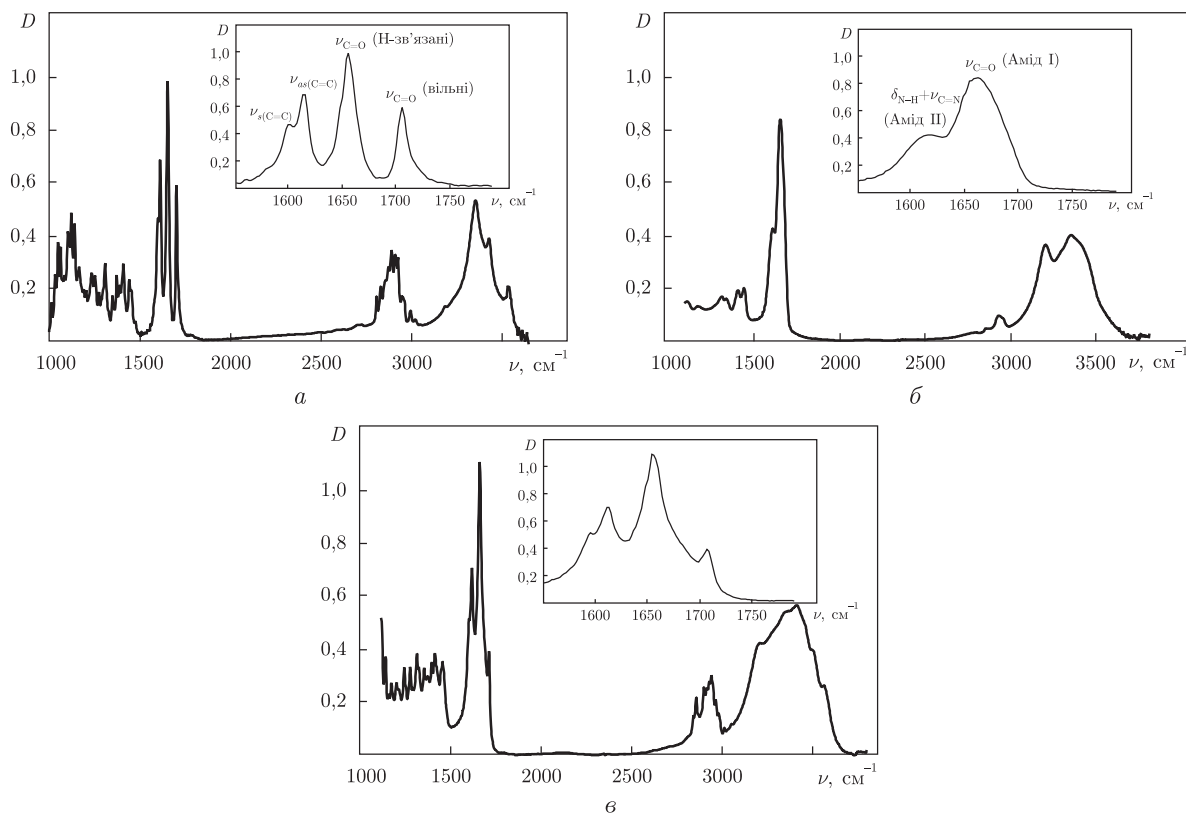 D
1,0
0,8
0,6
0,4
0,2
1000 1500 2000 2500 3000
ν, см⁻¹
D
1,0
0,8
0,6
0,4
0,2
ν_C=O (Н-зв'язані)
ν_as(C=C)
ν_s(C=C)
ν_C=O (вільні)
1600 1650 1700 1750 ν, см⁻¹
а
D
1,0
0,8
0,6
0,4
0,2
1000 1500 2000 2500 3000 3500
ν, см⁻¹
D
1,0
0,8
0,6
0,4
0,2
ν_C=O (Амід I)
δ_N–H+ν_C=N
(Амід II)
1600 1650 1700 1750 ν, см⁻¹
б
D
1,0
0,8
0,6
0,4
0,2
1000 1500 2000 2500 3000 ν, см⁻¹
D
1,0
0,8
0,6
0,4
0,2
1600 1650 1700 1750 ν, см⁻¹
в